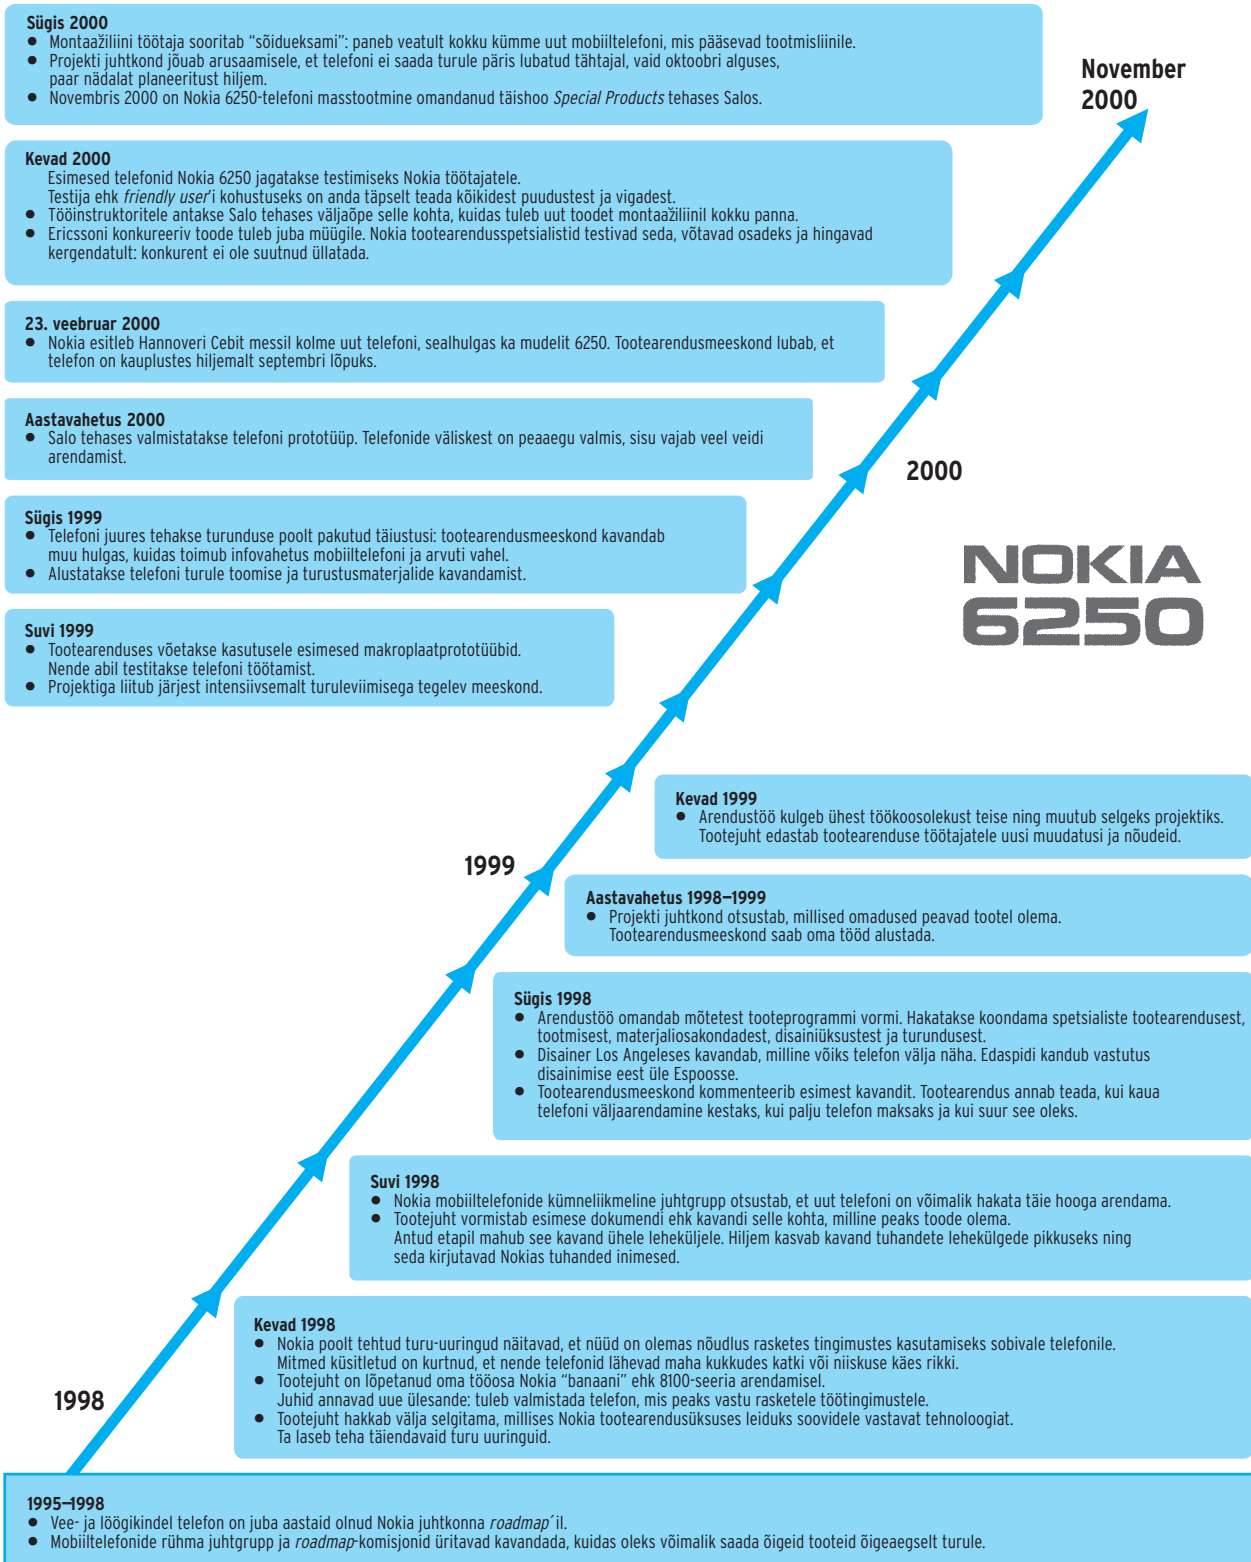 Sügis 2000
● Montaažiliini töötaja sooritab “sõidueksami”: paneb veatult kokku kümme uut mobiiltelefoni, mis pääsevad tootmisliinile.
● Projekti juhtkond jõuab arusaamisele, et telefoni ei saada turule päris lubatud tähtajal, vaid oktoobri alguses,
paar nädalat planeeritust hiljem.
● Novembris 2000 on Nokia 6250-telefoni masstootmine omandanud täishoo Special Products tehases Salos.
November
2000
Kevad 2000
Esimesed telefonid Nokia 6250 jagatakse testimiseks Nokia töötajatele.
Testija ehk friendly user’i kohustuseks on anda täpselt teada kõikidest puudustest ja vigadest.
● Tööinstruktoritele antakse Salo tehases väljaõpe selle kohta, kuidas tuleb uut toodet montaažiliinil kokku panna.
● Ericssoni konkureeriv toode tuleb juba müügile. Nokia tootearendusspetsialistid testivad seda, võtavad osadeks ja hingavad
kergendatult: konkurent ei ole suutnud üllatada.
23. veebruar 2000
● Nokia esitleb Hannoveri Cebit messil kolme uut telefoni, sealhulgas ka mudelit 6250. Tootearendusmeeskond lubab, et
telefon on kauplustes hiljemalt septembri lõpuks.
Aastavahetus 2000
● Salo tehases valmistatakse telefoni prototüüp. Telefonide väliskest on peaaegu valmis, sisu vajab veel veidi
arendamist.
2000
Sügis 1999
● Telefoni juures tehakse turunduse poolt pakutud täiustusi: tootearendusmeeskond kavandab
muu hulgas, kuidas toimub infovahetus mobiiltelefoni ja arvuti vahel.
● Alustatakse telefoni turule toomise ja turustusmaterjalide kavandamist.
NOKIA
6250
Suvi 1999
● Tootearenduses võetakse kasutusele esimesed makroplaatprototüübid.
Nende abil testitakse telefoni töötamist.
● Projektiga liitub järjest intensiivsemalt turuleviimisega tegelev meeskond.
Kevad 1999
● Arendustöö kulgeb ühest töökoosolekust teise ning muutub selgeks projektiks.
Tootejuht edastab tootearenduse töötajatele uusi muudatusi ja nõudeid.
1999
Aastavahetus 1998–1999
● Projekti juhtkond otsustab, millised omadused peavad tootel olema.
Tootearendusmeeskond saab oma tööd alustada.
Sügis 1998
● Arendustöö omandab mõtetest tooteprogrammi vormi. Hakatakse koondama spetsialiste tootearendusest,
tootmisest, materjaliosakondadest, disainiüksustest ja turundusest.
● Disainer Los Angeleses kavandab, milline võiks telefon välja näha. Edaspidi kandub vastutus
disainimise eest üle Espoosse.
● Tootearendusmeeskond kommenteerib esimest kavandit. Tootearendus annab teada, kui kaua
telefoni väljaarendamine kestaks, kui palju telefon maksaks ja kui suur see oleks.
Suvi 1998
● Nokia mobiiltelefonide kümneliikmeline juhtgrupp otsustab, et uut telefoni on võimalik hakata täie hooga arendama.
● Tootejuht vormistab esimese dokumendi ehk kavandi selle kohta, milline peaks toode olema.
Antud etapil mahub see kavand ühele leheküljele. Hiljem kasvab kavand tuhandete lehekülgede pikkuseks ning
seda kirjutavad Nokias tuhanded inimesed.
Kevad 1998
● Nokia poolt tehtud turu-uuringud näitavad, et nüüd on olemas nõudlus rasketes tingimustes kasutamiseks sobivale telefonile.
Mitmed küsitletud on kurtnud, et nende telefonid lähevad maha kukkudes katki või niiskuse käes rikki.
● Tootejuht on lõpetanud oma tööosa Nokia “banaani” ehk 8100-seeria arendamisel.
Juhid annavad uue ülesande: tuleb valmistada telefon, mis peaks vastu rasketele töötingimustele.
● Tootejuht hakkab välja selgitama, millises Nokia tootearendusüksuses leiduks soovidele vastavat tehnoloogiat.
Ta laseb teha täiendavaid turu uuringuid.
1998
1995–1998
● Vee- ja löögikindel telefon on juba aastaid olnud Nokia juhtkonna roadmap´il.
● Mobiiltelefonide rühma juhtgrupp ja roadmap-komisjonid üritavad kavandada, kuidas oleks võimalik saada õigeid tooteid õigeaegselt turule.